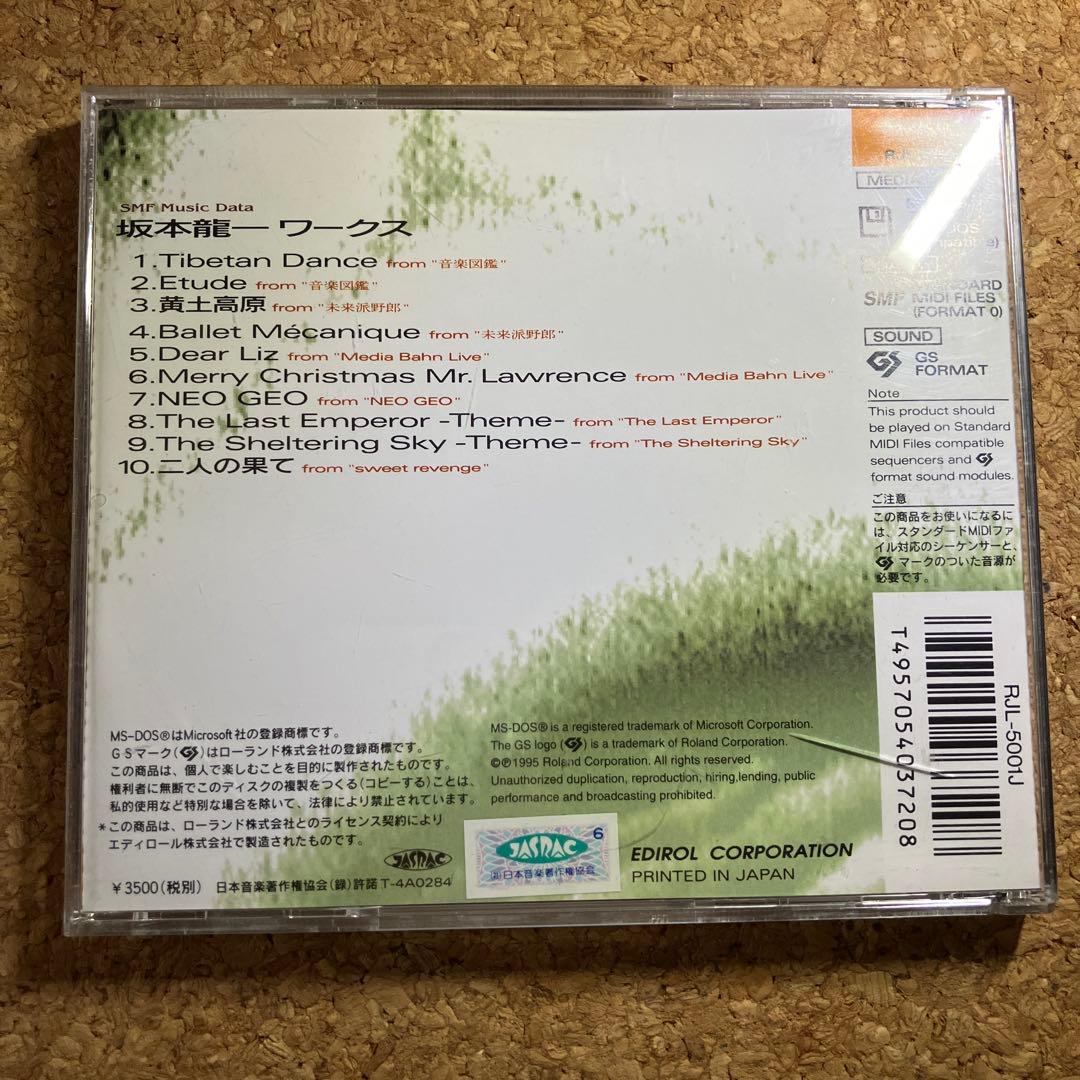 SMF Music Data
坂本龍一 ワークス
1.Tibetan Dance from "音楽図鑑"
2.Etude from "音楽図鑑"
3.黄土高原 from "未来派野郎"
4.Ballet Mécanique from "未来派野郎"
5.Dear Liz from "Media Bahn Live"
6.Merry Christmas Mr. Lawrence from "Media Bahn Live"
7.NEO GEO from "NEO GEO"
8.The Last Emperor -Theme- from "The Last Emperor"
9.The Sheltering Sky -Theme- from "The Sheltering Sky"
10.二人の果て from "sweet revenge"
MEDIA
SMF
MIDI FILES
(FORMAT 0)
SOUND
GS
FORMAT
Note
This product should
be played on Standard
MIDI Files compatible
sequencers and GS
format sound modules.
ご注意
この商品をお使いになるに
は、スタンダードMIDIファ
イル対応のシーケンサーと、
GS マークのついた音源が
必要です。
T4957054037208
RJL-5001J
MS-DOS®はMicrosoft社の登録商標です。
GSマーク(GS)はローランド株式会社の登録商標です。
この商品は、個人で楽しむことを目的に製作されたものです。
権利者に無断でこのディスクの複製をつくる(コピーする)ことは、
私的使用など特別な場合を除いて、法律により禁止されています。
*この商品は、ローランド株式会社とのライセンス契約により
エディロール株式会社で製造されたものです。
MS-DOS® is a registered trademark of Microsoft Corporation.
The GS logo (GS) is a trademark of Roland Corporation.
©℗1995 Roland Corporation. All rights reserved.
Unauthorized duplication, reproduction, hiring,lending, public
performance and broadcasting prohibited.
JASRAC
¥3500(税別) 日本音楽著作権協会(録)許諾T-4A0284
6
JASRAC
(社)日本音楽著作権協会
EDIROL CORPORATION
PRINTED IN JAPAN